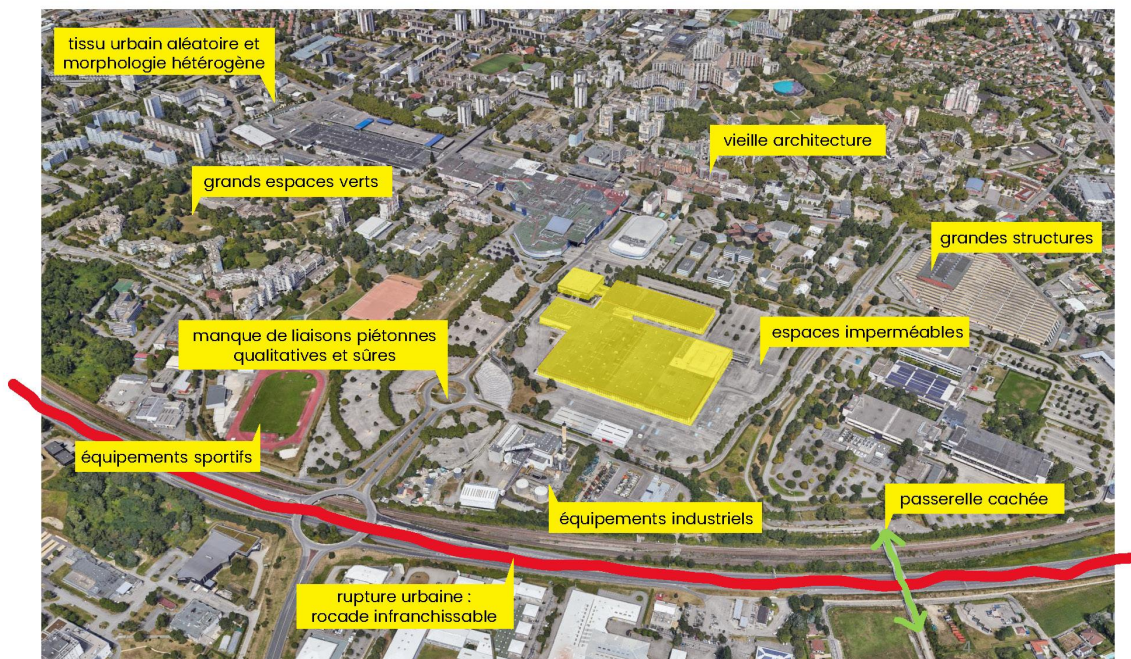 tissu urbain aléatoire et
morphologie hétérogène
vieille architecture
grands espaces verts
grandes structures
manque de liaisons piétonnes
qualitatives et sûres
espaces imperméables
équipements sportifs
passerelle cachée
équipements industriels
rupture urbaine :
rocade infranchissable